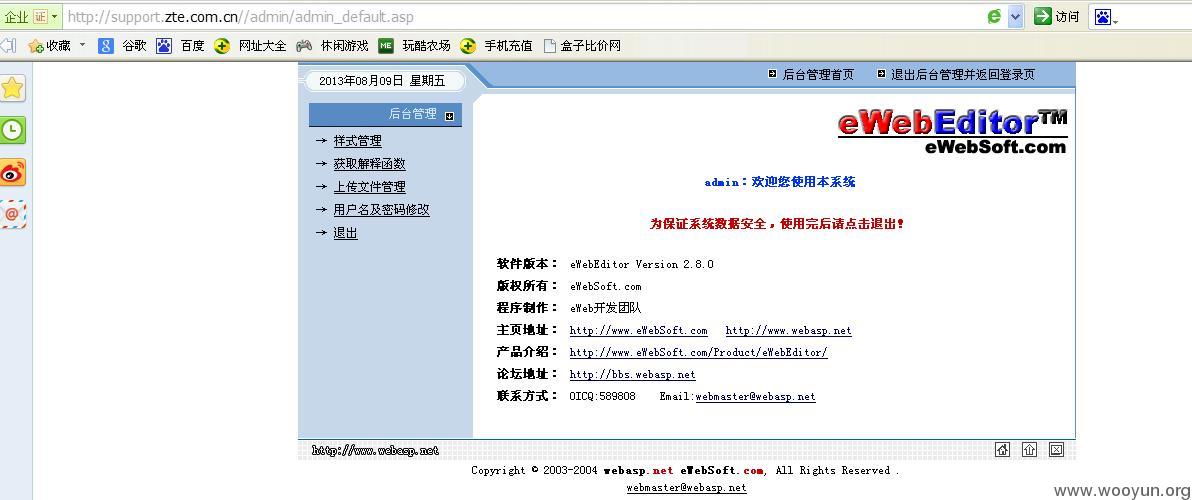 企业 证 http://support.zte.com.cn//admin/admin_default.asp 访问
收藏 谷歌 百度 网址大全 休闲游戏 ME 玩酷农场 手机充值 盒子比价网
2013年08月09日 星期五
后台管理首页 退出后台管理并返回登录页
后台管理
→ 样式管理
→ 获取解释函数
→ 上传文件管理
→ 用户名及密码修改
→ 退出
eWebEditor™
eWebSoft.com
admin：欢迎您使用本系统
为保证系统数据安全，使用完后请点击退出！
软件版本： eWebEditor Version 2.8.0
版权所有： eWebSoft.com
程序制作： eWeb开发团队
主页地址： http://www.eWebSoft.com http://www.webasp.net
产品介绍： http://www.eWebSoft.com/Product/eWebEditor/
论坛地址： http://bbs.webasp.net
联系方式： OICQ:589808 Email:webmaster@webasp.net
http://www.webasp.net
Copyright © 2003-2004 webasp.net eWebSoft.com, All Rights Reserved .
webmaster@webasp.net
www.wooyun.org